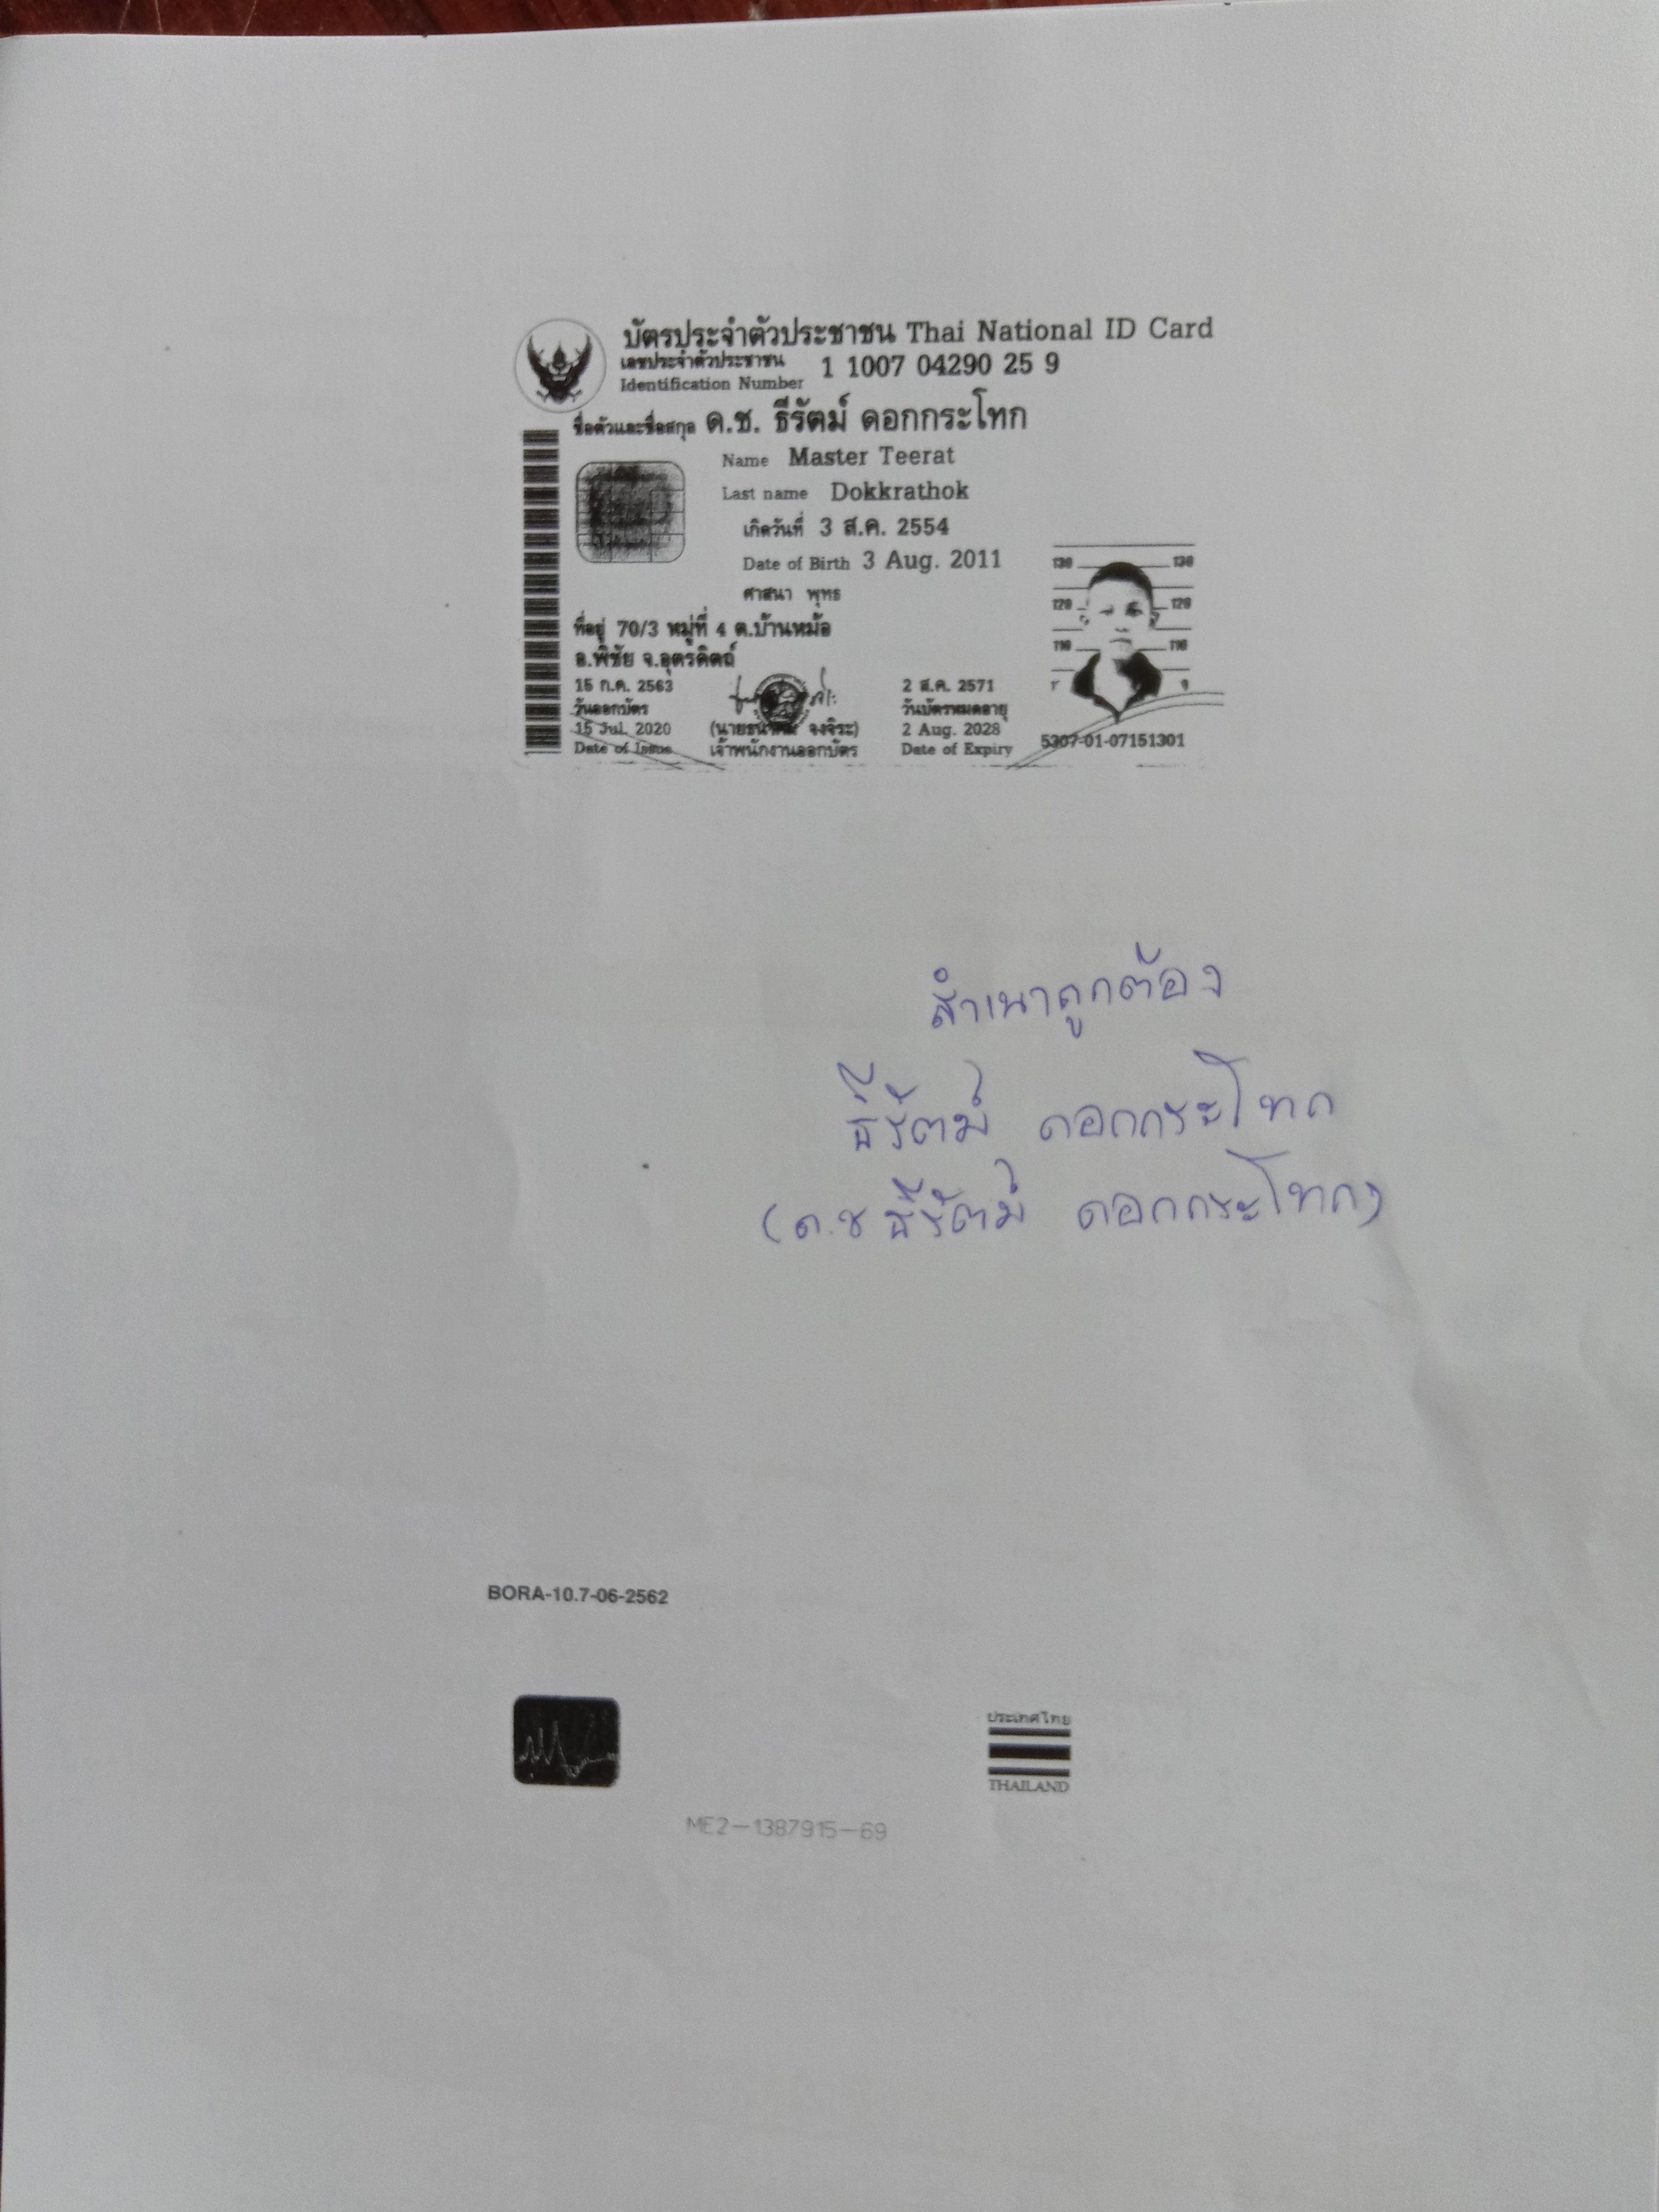 บัตรประจำตัวประชาชน Thai National ID Card
เลขประจำตัวประชาชน 1 1007 04290 25 9
Identification Number
ชื่อตัวและชื่อสกุล ด.ช. ธีรัตม์ ดอกกระโทก
Name Master Teerat
Last name Dokkrathok
เกิดวันที่ 3 ส.ค. 2554
Date of Birth 3 Aug. 2011
ศาสนา พุทธ
ที่อยู่ 70/3 หมู่ที่ 4 ต.บ้านหม้อ
อ.พิชัย จ.อุตรดิตถ์
130 130
120 120
110 110
15 ก.ค. 2563
วันออกบัตร
15 Jul. 2020
Date of Issue
จงจิระ)
เจ้าพนักงานออกบัตร
2 ส.ค. 2571
วันบัตรหมดอายุ
2 Aug. 2028
Date of Expiry
5307-01-07151301
สำเนาถูกต้อง
ธีรัตม์ ดอกกระโทก
(ด.ช ธีรัตม์ ดอกกระโทก)
BORA-10.7-06-2562
ประเทศไทย
THAILAND
ME2-1387915-69